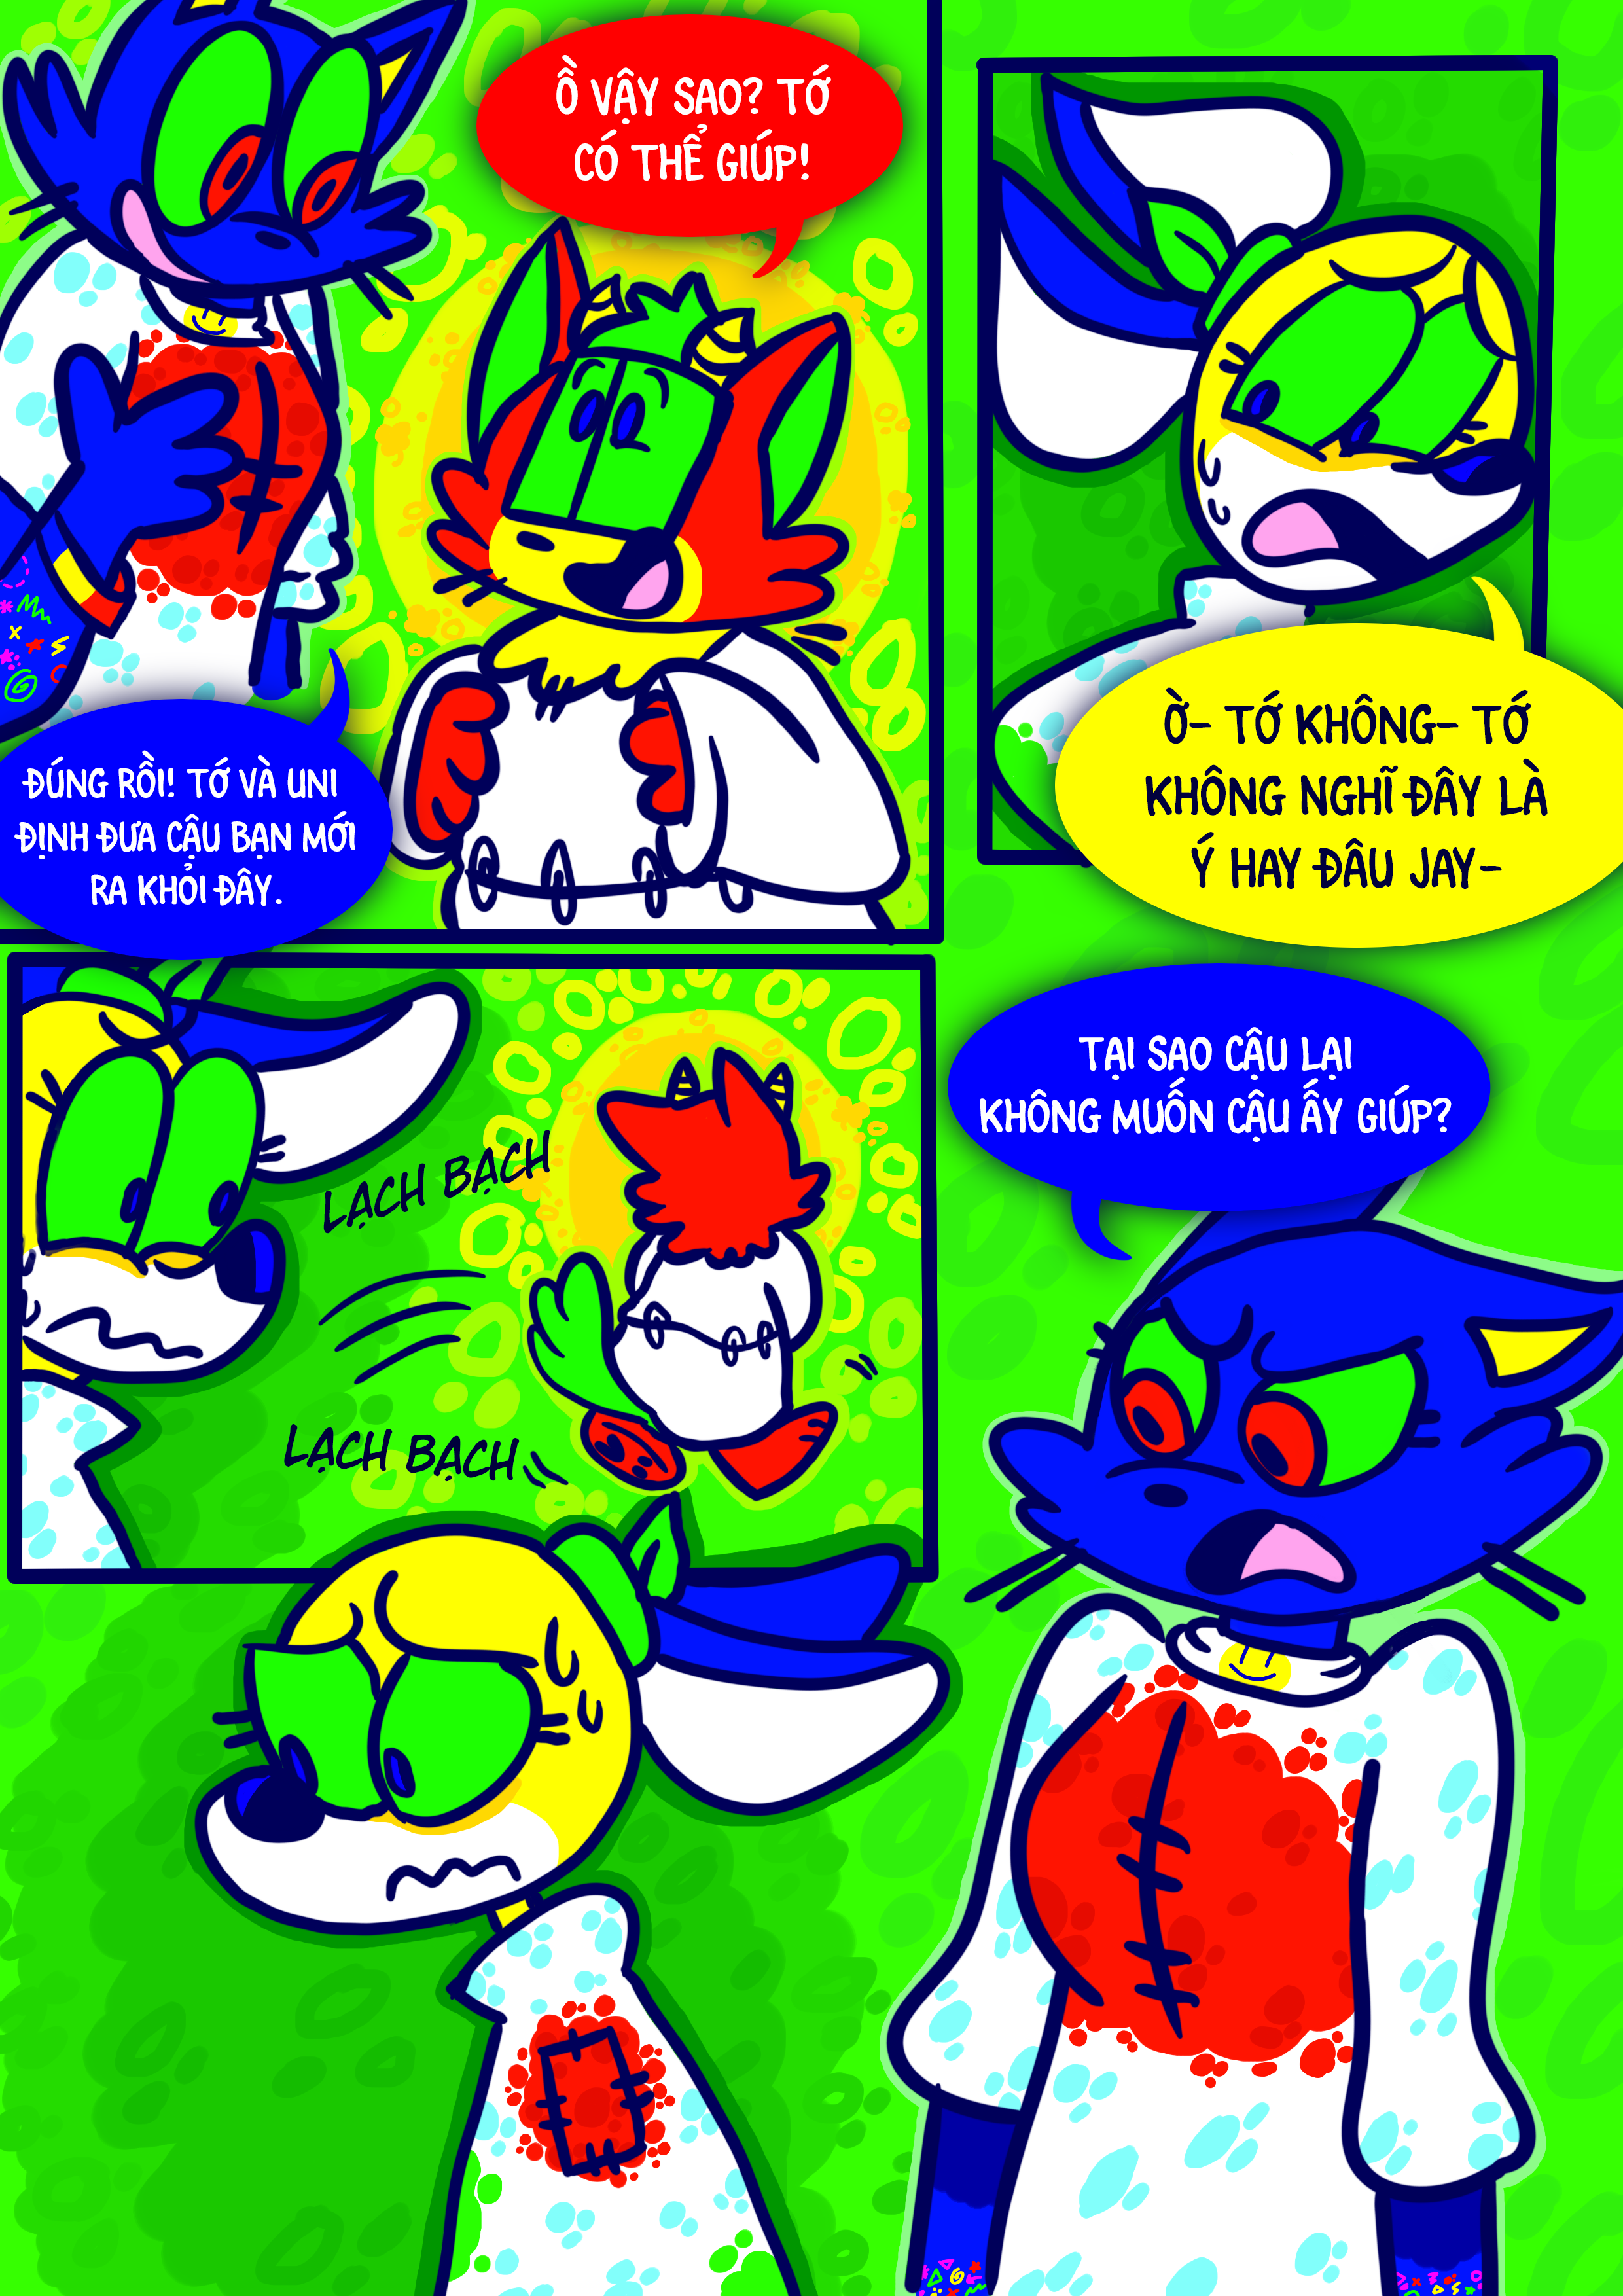 Ồ VẬY SAO? TỚ
CÓ THỂ GIÚP!
ĐÚNG RỒI! TỚ VÀ UNI
ĐỊNH ĐƯA CẬU BẠN MỚI
RA KHỎI ĐÂY.
Ờ- TỚ KHÔNG- TỚ
KHÔNG NGHĨ ĐÂY LÀ
Ý HAY ĐÂU JAY-
LẠCH BẠCH
LẠCH BẠCH
TẠI SAO CẬU LẠI
KHÔNG MUỐN CẬU ẤY GIÚP?